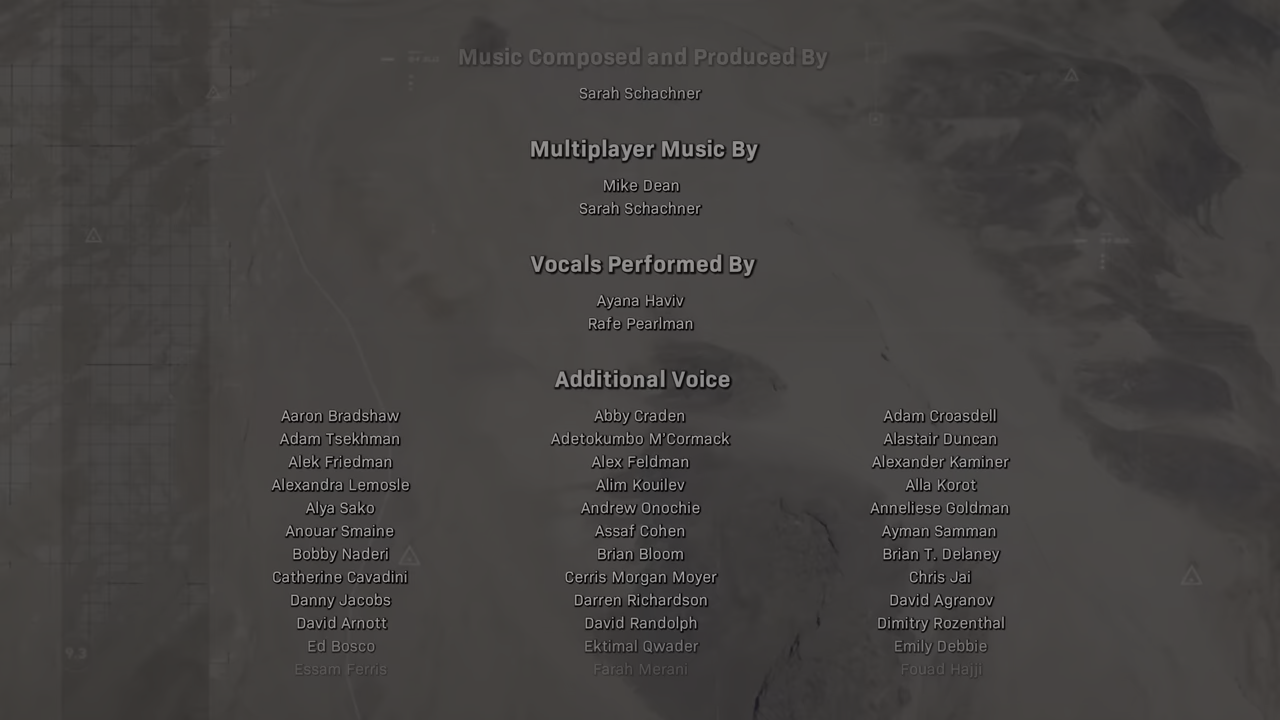 Music Composed and Produced By
Sarah Schachner
Multiplayer Music By
Mike Dean
Sarah Schachner
Vocals Performed By
Ayana Haviv
Rafe Pearlman
Additional Voice
Aaron Bradshaw Abby Craden Adam Croasdell
Adam Tsekhman Adetokumbo M'Cormack Alastair Duncan
Alek Friedman Alex Feldman Alexander Kaminer
Alexandra Lemosle Alim Kouilev Alla Korot
Alya Sako Andrew Onochie Anneliese Goldman
Anouar Smaine Assaf Cohen Ayman Samman
Bobby Naderi Brian Bloom Brian T. Delaney
Catherine Cavadini Cerris Morgan Moyer Chris Jai
Danny Jacobs Darren Richardson David Agranov
David Arnott David Randolph Dimitry Rozenthal
Ed Bosco Ektimal Qwader Emily Debbie
Essam Ferris Farah Merani Fouad Hajji